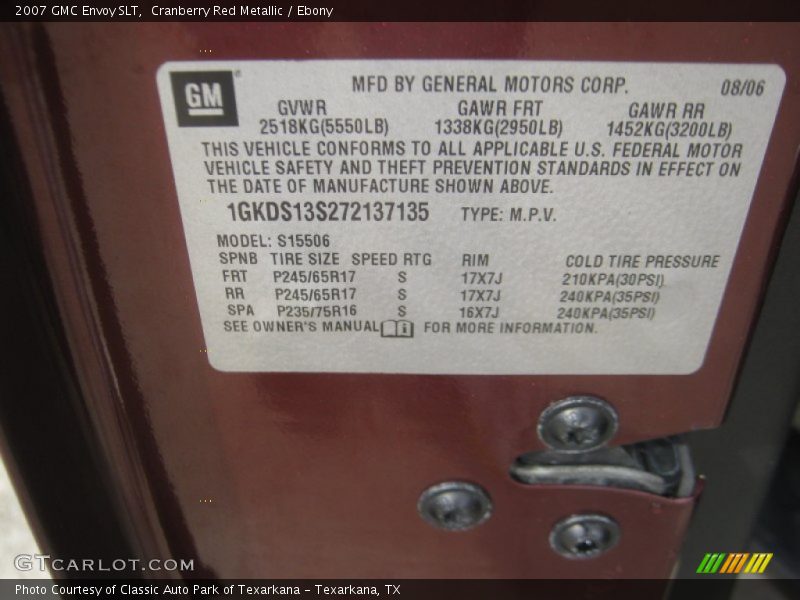 2007 GMC Envoy SLT,  Cranberry Red Metallic / Ebony
GM
MFD BY GENERAL MOTORS CORP. 08/06
GVWR GAWR FRT GAWR RR
2518KG(5550LB) 1338KG(2950LB) 1452KG(3200LB)
THIS VEHICLE CONFORMS TO ALL APPLICABLE U.S. FEDERAL MOTOR
VEHICLE SAFETY AND THEFT PREVENTION STANDARDS IN EFFECT ON
THE DATE OF MANUFACTURE SHOWN ABOVE.
1GKDS13S272137135 TYPE: M.P.V.
MODEL: S15506
SPNB TIRE SIZE SPEED RTG RIM COLD TIRE PRESSURE
FRT P245/65R17 S 17X7J 210KPA(30PSI)
RR P245/65R17 S 17X7J 240KPA(35PSI)
SPA P235/75R16 S 16X7J 240KPA(35PSI)
SEE OWNER'S MANUAL FOR MORE INFORMATION.
GTCARLOT.COM
Photo Courtesy of Classic Auto Park of Texarkana – Texarkana, TX